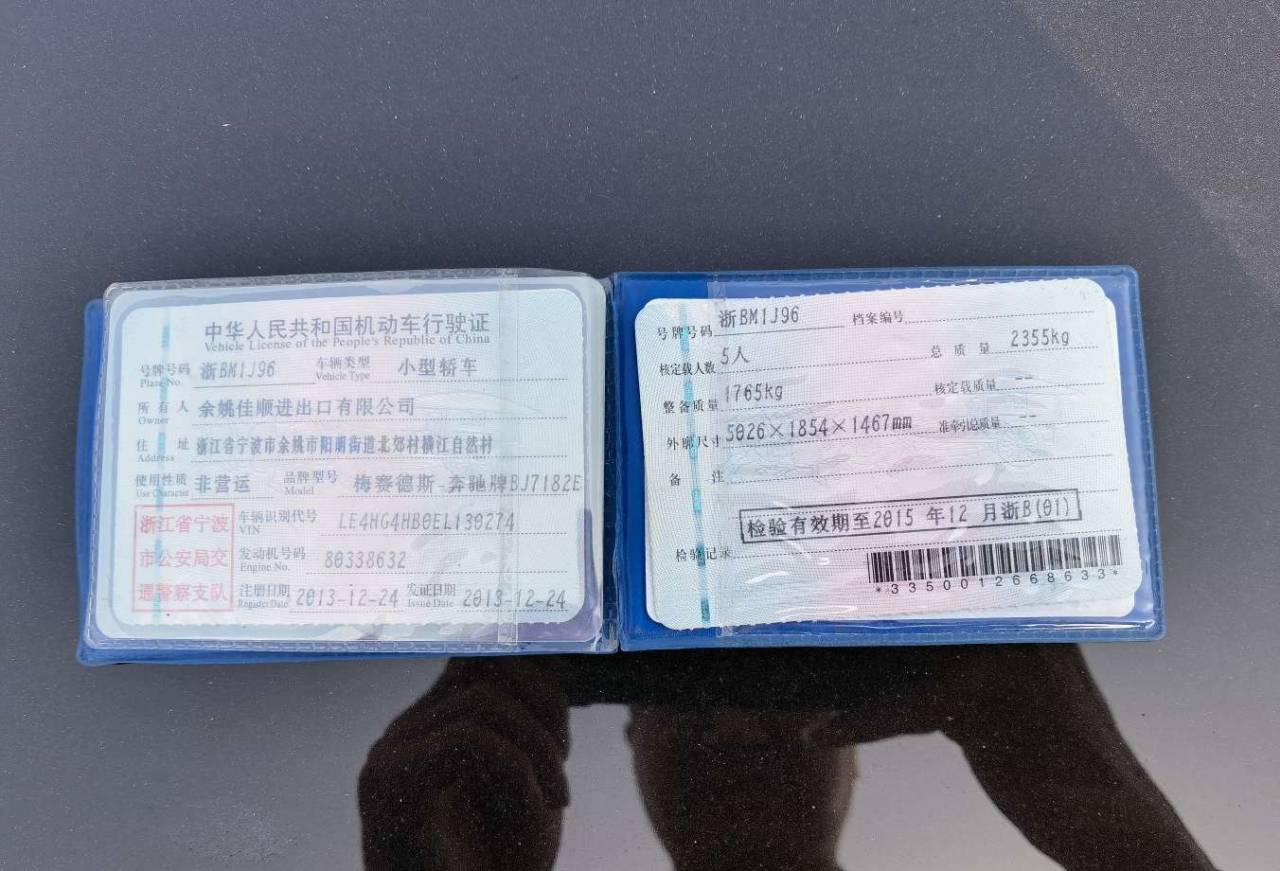 中华人民共和国机动车行驶证
Vehicle License of the People's Republic of China
号牌号码 浙BM1J96 车辆类型 小型轿车
Plate No. Vehicle Type
所有人 余姚佳顺进出口有限公司
Owner
住址 浙江省宁波市余姚市阳明街道北郊村横江自然村
Address
使用性质 非营运 品牌型号 梅赛德斯-奔驰牌BJ7182E
Use Character Model
浙江省宁波
市公安局交
通警察支队
车辆识别代号 LE4HG4HB0EL130274
VIN
发动机号码 80338632
Engine No.
注册日期 2013-12-24 发证日期 2013-12-24
Register Date Issue Date
号牌号码 浙BM1J96 档案编号
核定载人数 5人 总质量 2355kg
整备质量 1765kg 核定载质量 --
外廓尺寸 5026×1854×1467mm 准牵引总质量 --
备注
检验有效期至2015 年12 月浙B(01)
检验记录
*3350012668633*